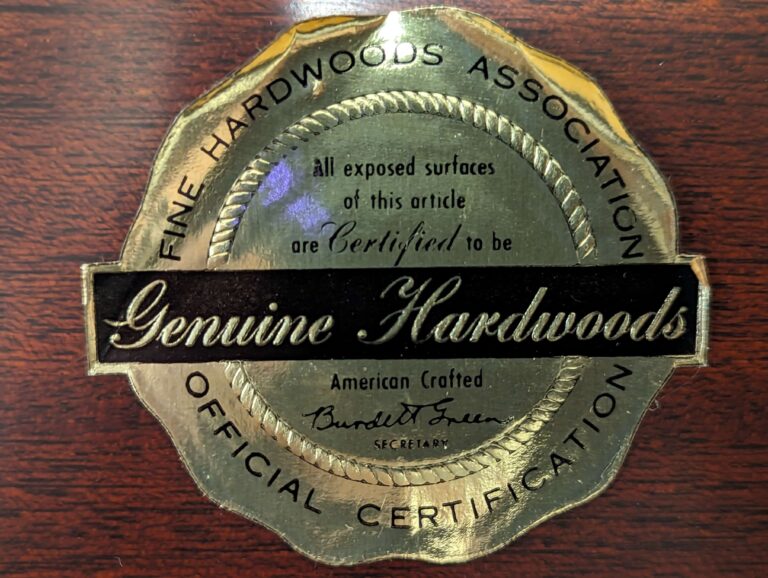 FINE HARDWOODS ASSOCIATION
All exposed surfaces
of this article
are Certified to be
Genuine Hardwoods
American Crafted
Burdett Green
SECRETARY
OFFICIAL CERTIFICATION